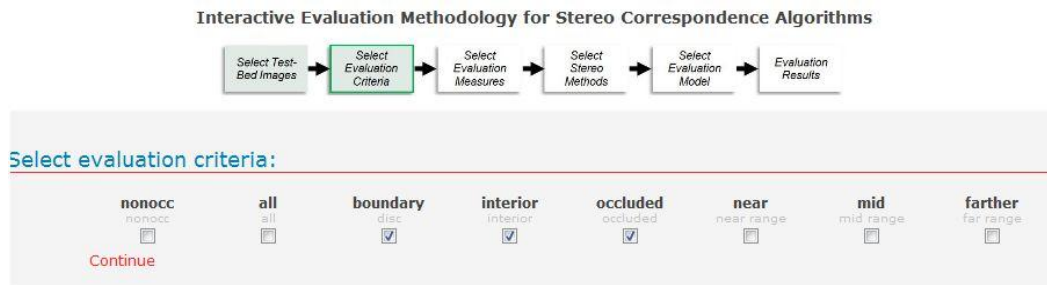 Interactive Evaluation Methodology for Stereo Correspondence Algorithms
Select Test-
Bed Images
Select
Evaluation
Criteria
Select
Evaluation
Measures
Select
Stereo
Methods
Select
Evaluation
Model
Evaluation
Results
Select evaluation criteria:
nonocc all boundary interior occluded near mid farther
nonocc all disc interior occluded near range mid range far range
Continue